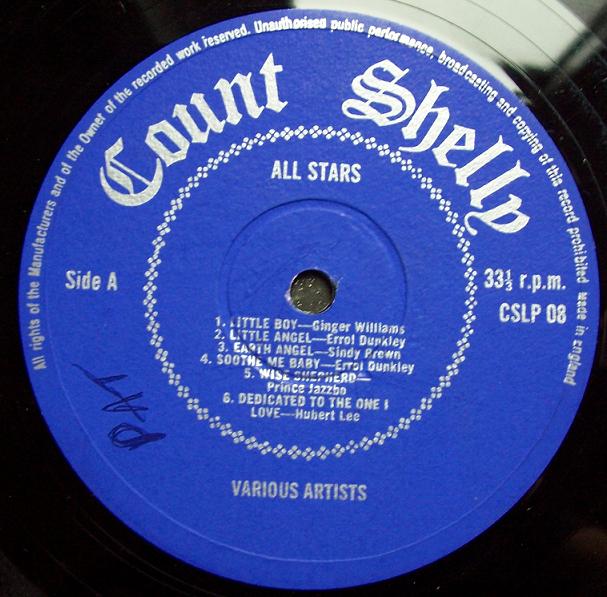 All rights of the Manufacturers and of the Owner of the recorded work reserved. Unauthorised public performance, broadcasting and copying of this record prohibited made in england
Count Shelly
ALL STARS
Side A
33⅓ r.p.m.
CSLP 08
1. LITTLE BOY—Ginger Williams
2. LITTLE ANGEL—Errol Dunkley
3. EARTH ANGEL—Sindy Brown
4. SOOTHE ME BABY—Errol Dunkley
5. WISE SHEPHERD—
Prince Jazzbo
6. DEDICATED TO THE ONE I
LOVE—Hubert Lee
VARIOUS ARTISTS
PAT